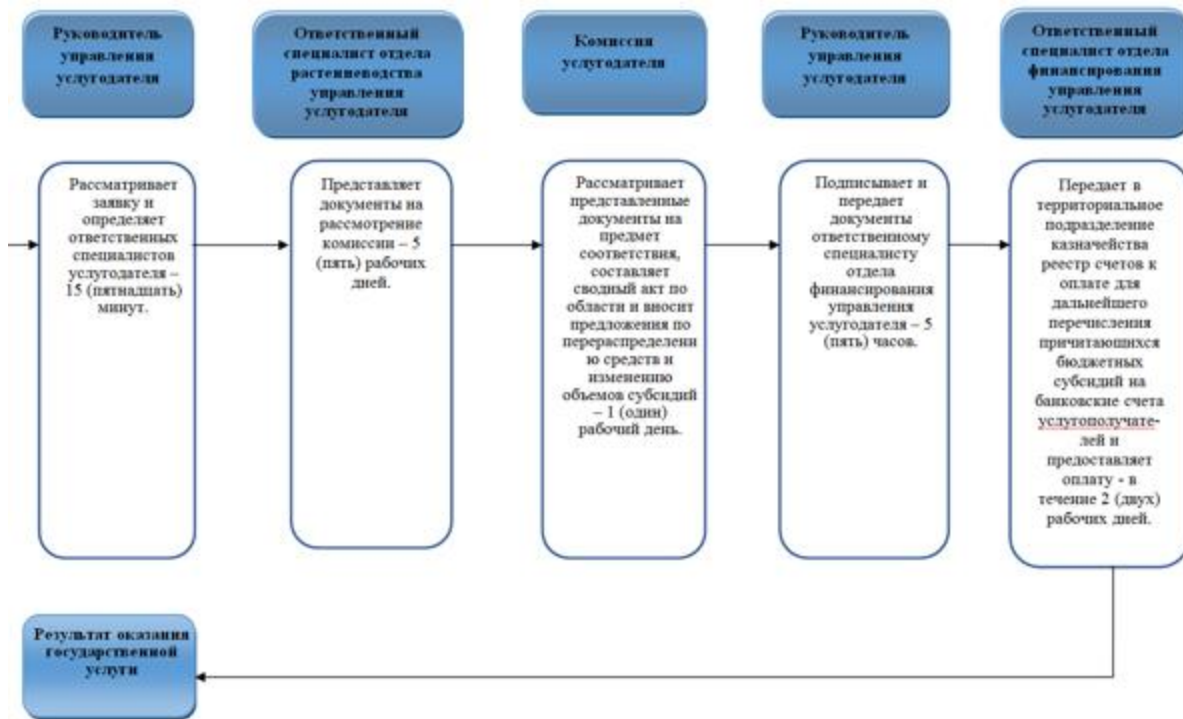 Руководитель
управления
услугодателя
Ответственный
специалист отдела
растениеводства
управления
услугодателя
Комиссия
услугодателя
Руководитель
управления
услугодателя
Ответственный
специалист отдела
финансирования
управления
услугодателя
Рассматривает
заявку и
определяет
ответственных
специалистов
услугодателя –
15 (пятнадцать)
минут.
Представляет
документы на
рассмотрение
комиссии – 5
(пять) рабочих
дней.
Рассматривает
представленные
документы на
предмет
соответствия,
составляет
сводный акт по
области и вносит
предложения по
перераспределени
ю средств и
изменению
объемов субсидий
– 1 (один)
рабочий день.
Подписывает и
передает
документы
ответственному
специалисту
отдела
финансирования
управления
услугодателя – 5
(пять) часов.
Передает в
территориальное
подразделение
казначейства
реестр счетов к
оплате для
дальнейшего
перечисления
причитающихся
бюджетных
субсидий на
банковские счета
услугополучате-
лей и
предоставляет
оплату - в
течение 2 (двух)
рабочих дней.
Результат оказания
государственной
услуги